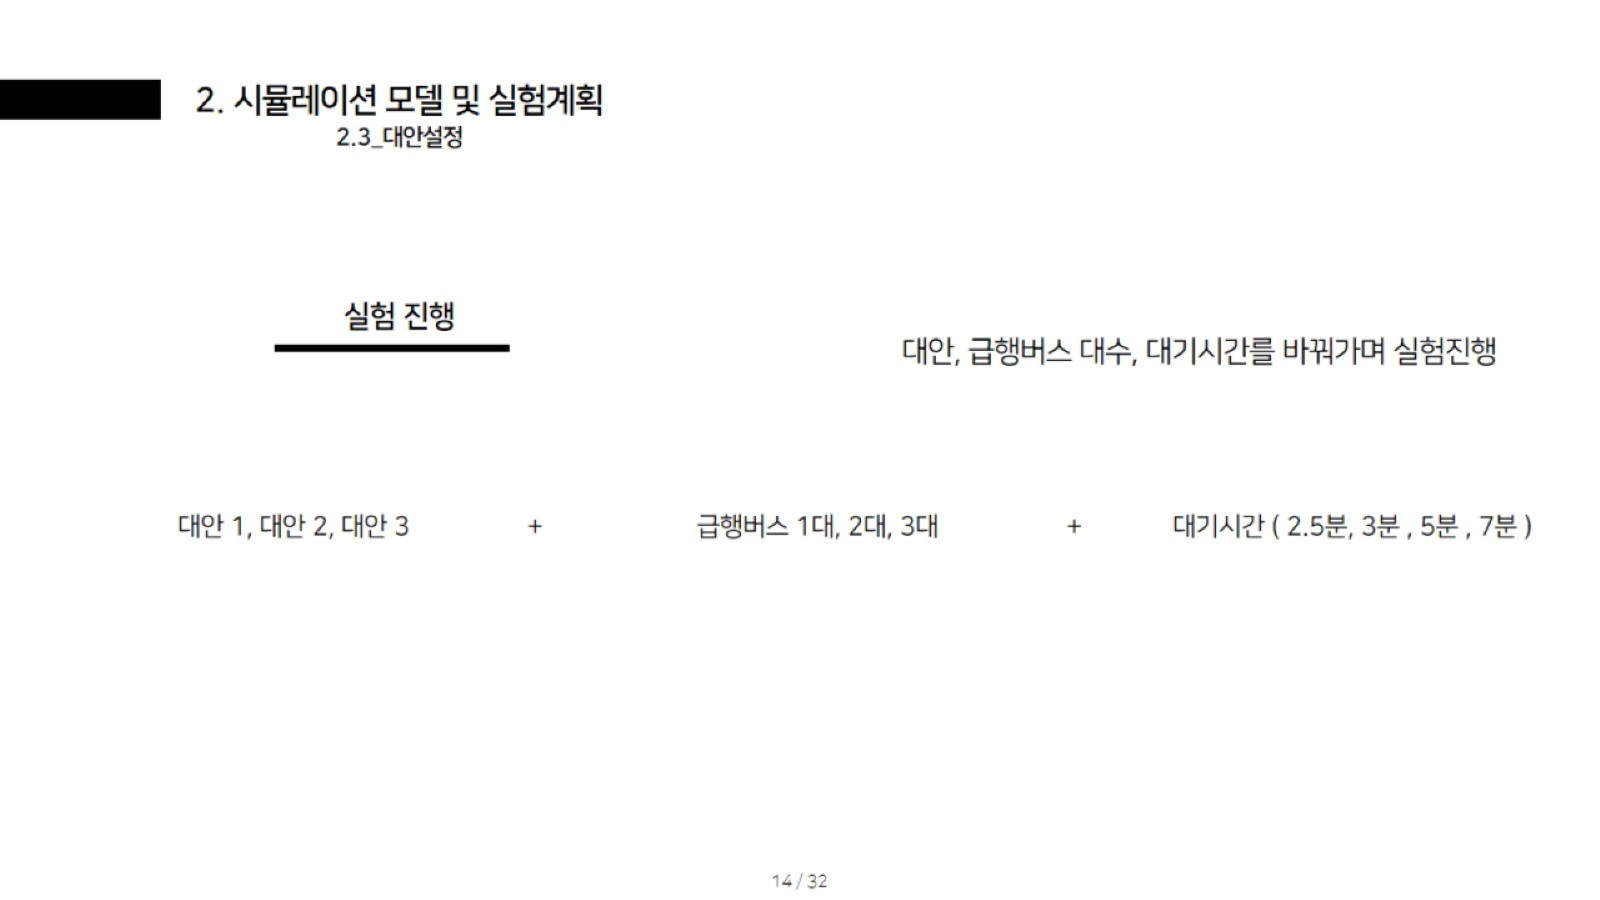 2. 시뮬레이션 모델 및 실험계획
2.3_대안설정
실험 진행
대안, 급행버스 대수, 대기시간를 바꿔가며 실험진행
대안 1, 대안 2, 대안 3 + 급행버스 1대, 2대, 3대 + 대기시간 ( 2.5분, 3분 , 5분 , 7분 )
14 / 32